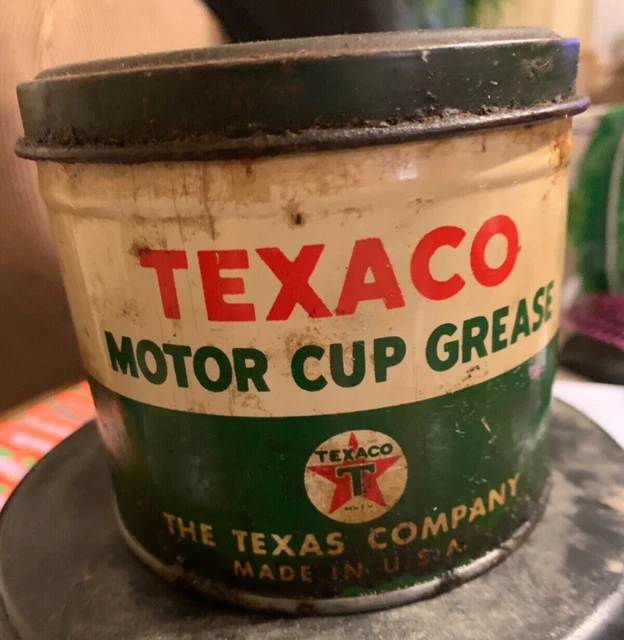 TEXACO
MOTOR CUP GREASE
TEXACO
T
THE TEXAS COMPANY
MADE IN U.S.A.